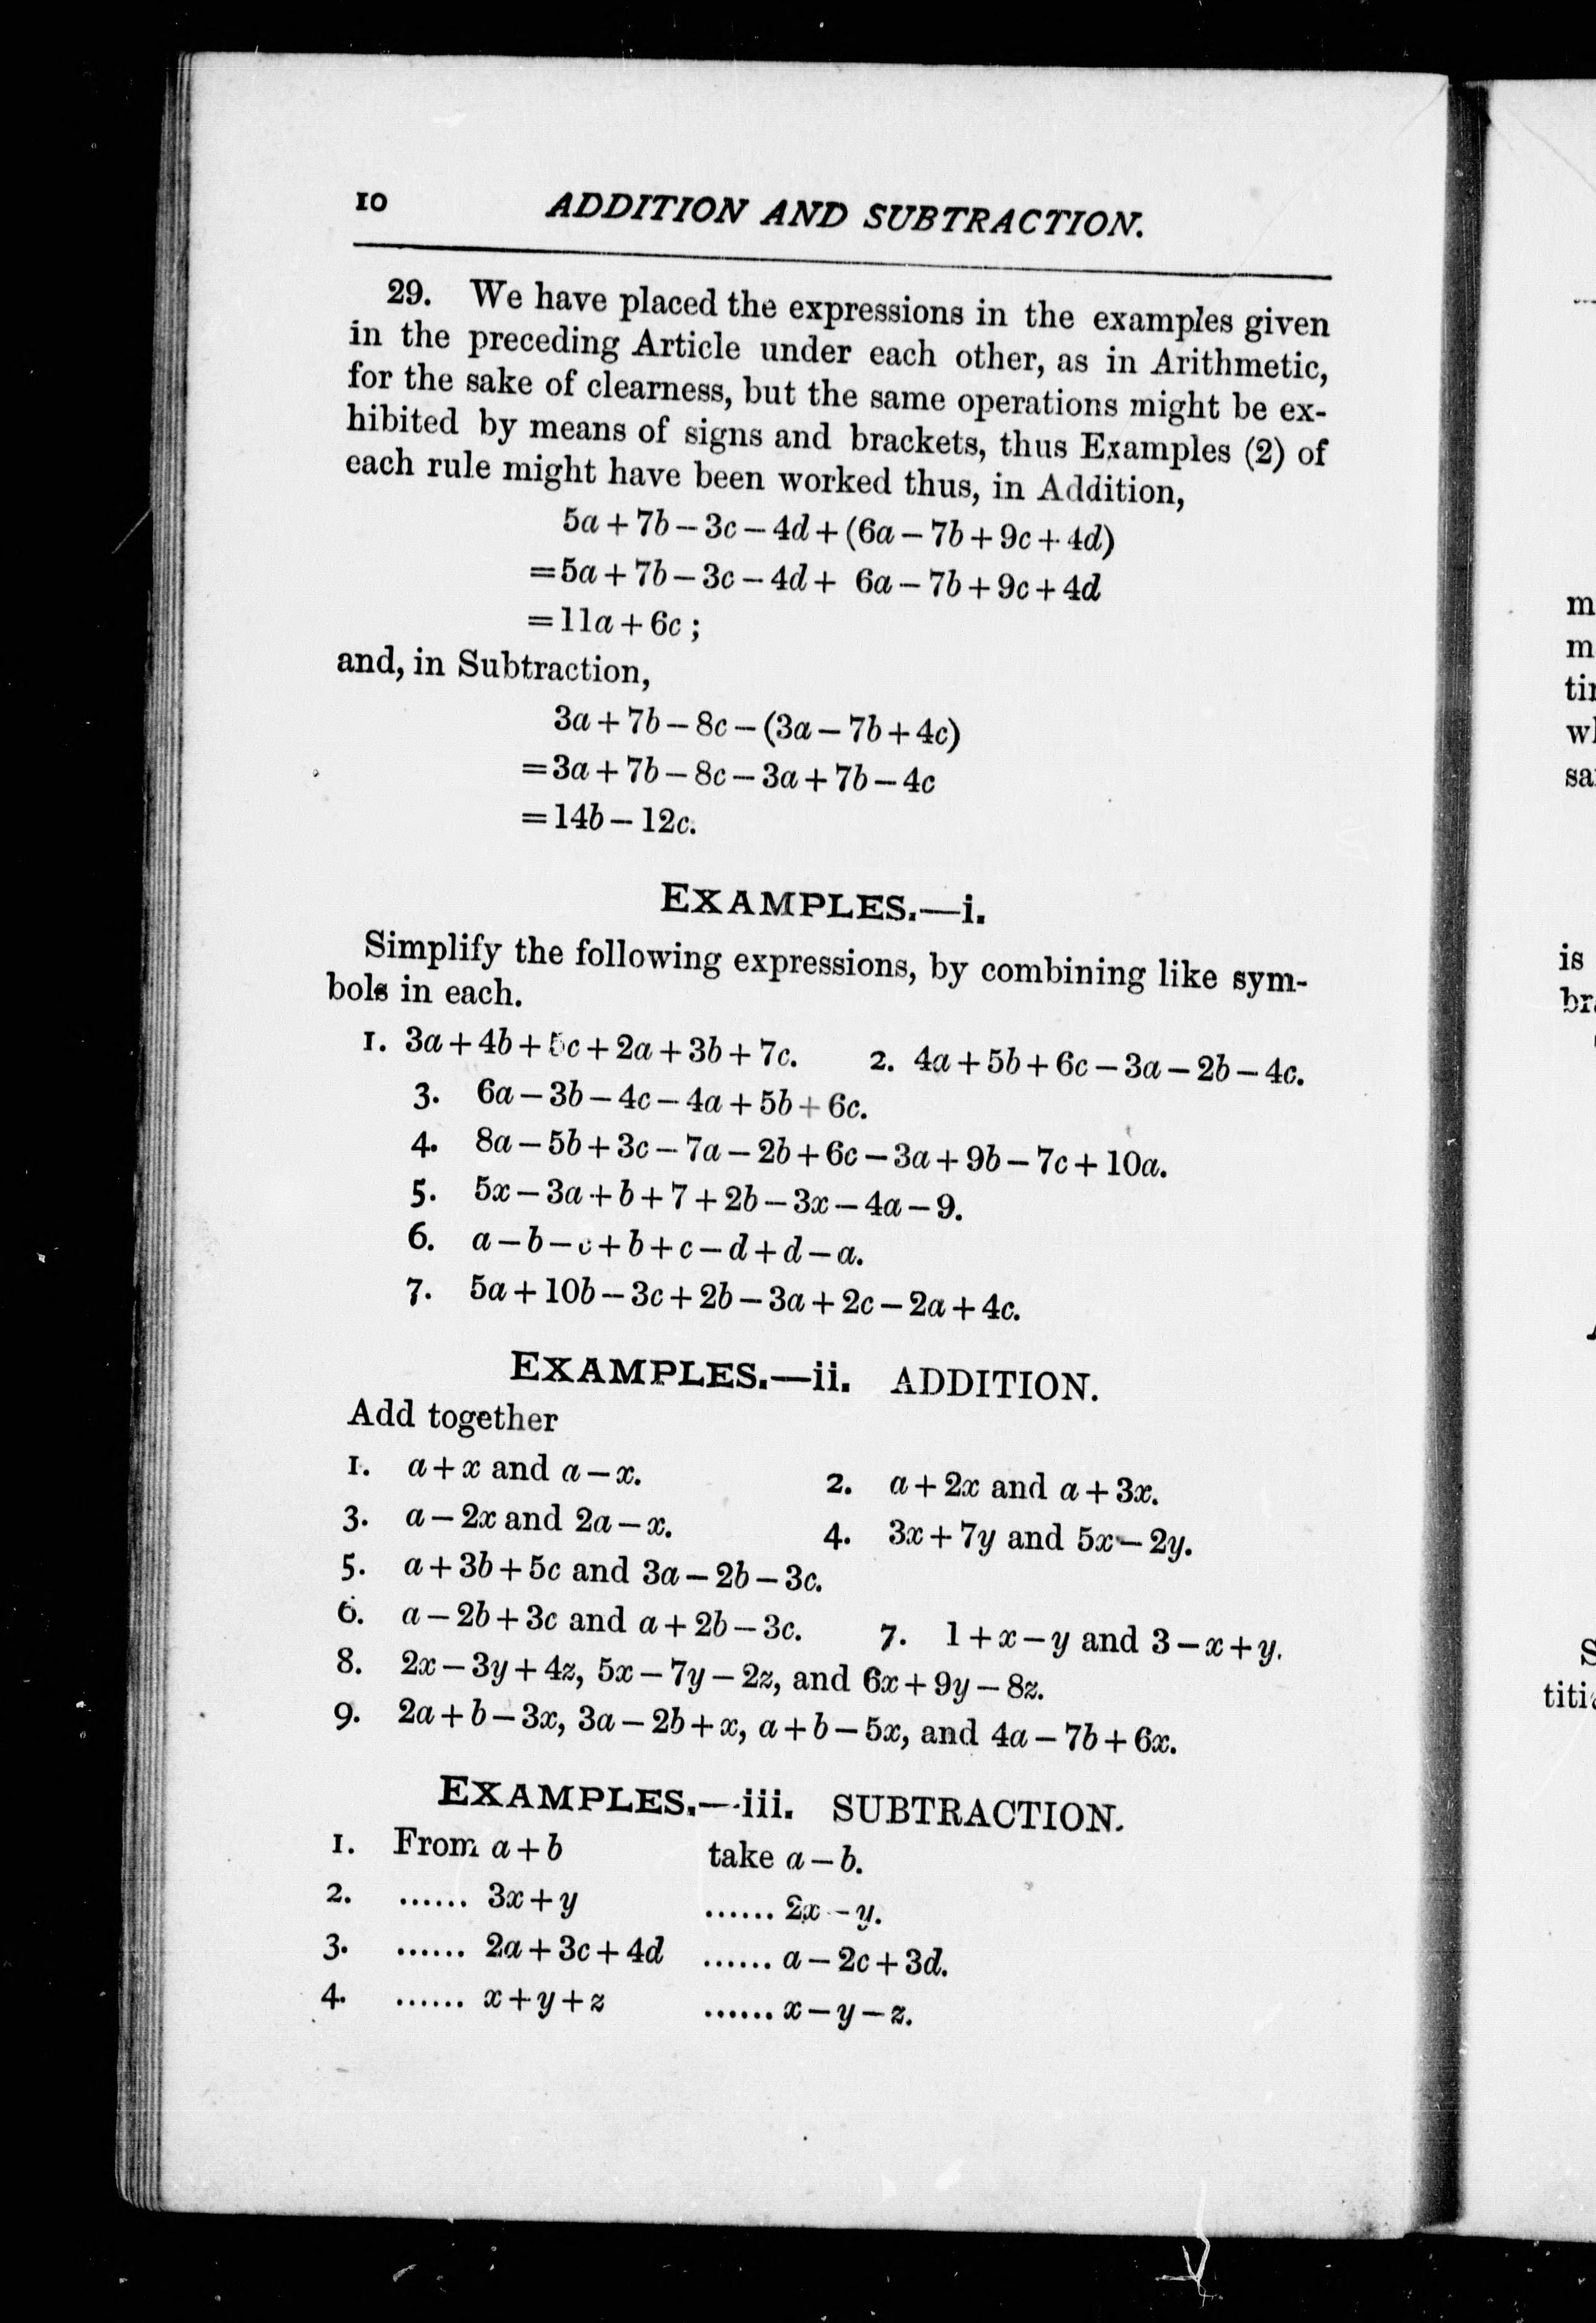 10 ADDITION AND SUBTRACTION.
29. We have placed the expressions in the examples given
in the preceding Article under each other, as in Arithmetic,
for the sake of clearness, but the same operations might be ex-
hibited by means of signs and brackets, thus Examples (2) of
each rule might have been worked thus, in Addition,
5a + 7b – 3c – 4d + (6a – 7b + 9c + 4d)
= 5a + 7b – 3c – 4d + 6a – 7b + 9c + 4d
= 11a + 6c ;
and, in Subtraction,
3a + 7b – 8c – (3a – 7b + 4c)
= 3a + 7b – 8c – 3a + 7b – 4c
= 14b – 12c.
EXAMPLES.—i.
Simplify the following expressions, by combining like sym-
bols in each.
1. 3a + 4b + 5c + 2a + 3b + 7c. 2. 4a + 5b + 6c – 3a – 2b – 4c.
3. 6a – 3b – 4c – 4a + 5b + 6c.
4. 8a – 5b + 3c – 7a – 2b + 6c – 3a + 9b – 7c + 10a.
5. 5x – 3a + b + 7 + 2b – 3x – 4a – 9.
6. a – b – c + b + c – d + d – a.
7. 5a + 10b – 3c + 2b – 3a + 2c – 2a + 4c.
EXAMPLES.—ii. ADDITION.
Add together
1. a + x and a – x. 2. a + 2x and a + 3x.
3. a – 2x and 2a – x. 4. 3x + 7y and 5x – 2y.
5. a + 3b + 5c and 3a – 2b – 3c.
6. a – 2b + 3c and a + 2b – 3c. 7. 1 + x – y and 3 – x + y.
8. 2x – 3y + 4z, 5x – 7y – 2z, and 6x + 9y – 8z.
9. 2a + b – 3x, 3a – 2b + x, a + b – 5x, and 4a – 7b + 6x.
EXAMPLES.—iii. SUBTRACTION.
1. From a + b take a – b.
2. ...... 3x + y ...... 2x – y.
3. ...... 2a + 3c + 4d ...... a – 2c + 3d.
4. ...... x + y + z ...... x – y – z.